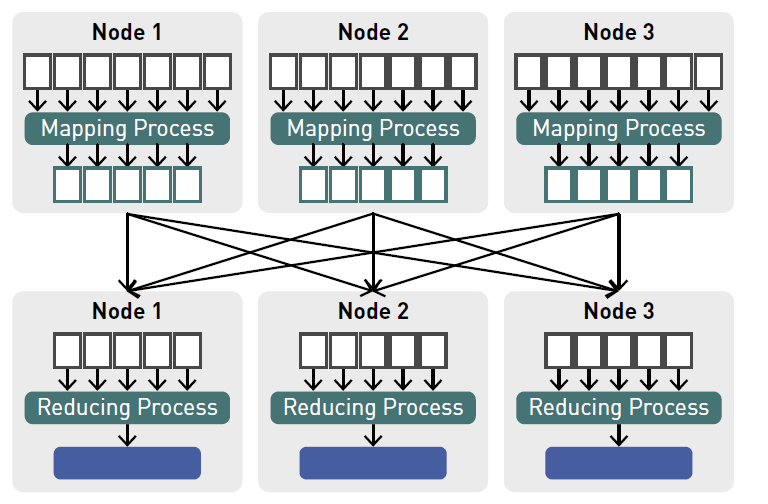 Node 1
Node 2
Node 3
Mapping Process
Mapping Process
Mapping Process
Node 1
Node 2
Node 3
Reducing Process
Reducing Process
Reducing Process